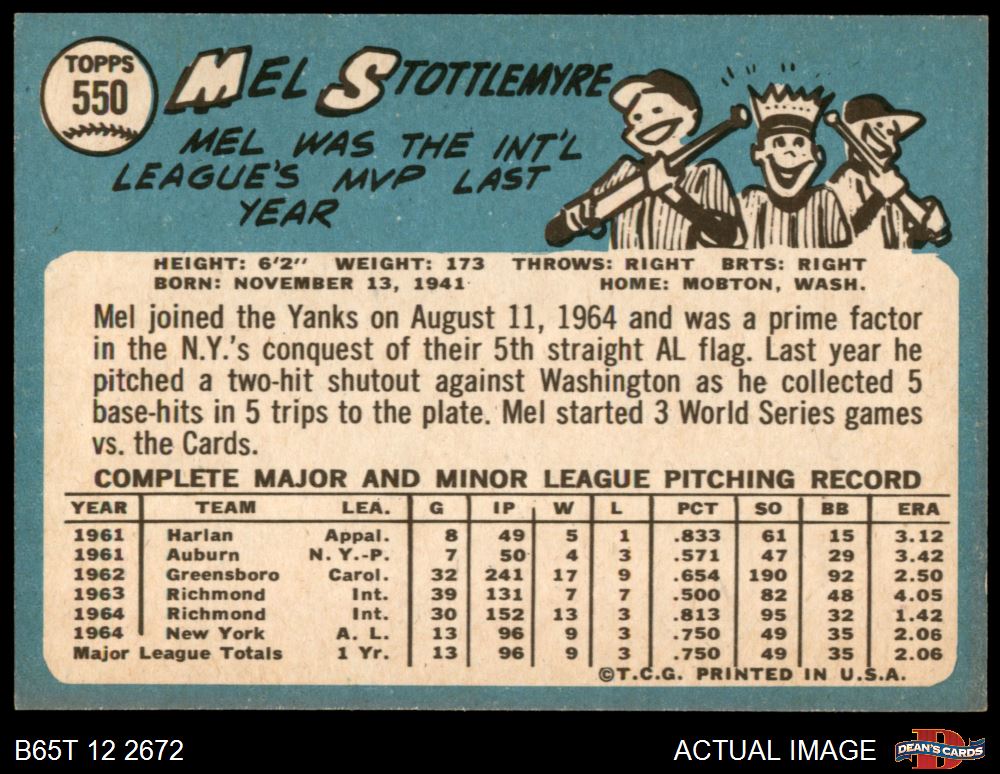 TOPPS
550
MEL STOTTLEMYRE
MEL WAS THE INT'L
LEAGUE'S MVP LAST
YEAR
HEIGHT: 6'2" WEIGHT: 173 THROWS: RIGHT BRTS: RIGHT
BORN: NOVEMBER 13, 1941 HOME: MOBTON, WASH.
Mel joined the Yanks on August 11, 1964 and was a prime factor
in the N.Y.'s conquest of their 5th straight AL flag. Last year he
pitched a two-hit shutout against Washington as he collected 5
base-hits in 5 trips to the plate. Mel started 3 World Series games
vs. the Cards.
COMPLETE MAJOR AND MINOR LEAGUE PITCHING RECORD
YEAR TEAM LEA. G IP W L PCT SO BB ERA
1961 Harlan Appal. 8 49 5 1 .833 61 15 3.12
1961 Auburn N. Y.-P. 7 50 4 3 .571 47 29 3.42
1962 Greensboro Carol. 32 241 17 9 .654 190 92 2.50
1963 Richmond Int. 39 131 7 7 .500 82 48 4.05
1964 Richmond Int. 30 152 13 3 .813 95 32 1.42
1964 New York A. L. 13 96 9 3 .750 49 35 2.06
Major League Totals 1 Yr. 13 96 9 3 .750 49 35 2.06
©T.C.G. PRINTED IN U.S.A.
B65T 12 2672 ACTUAL IMAGE DEAN'S CARDS